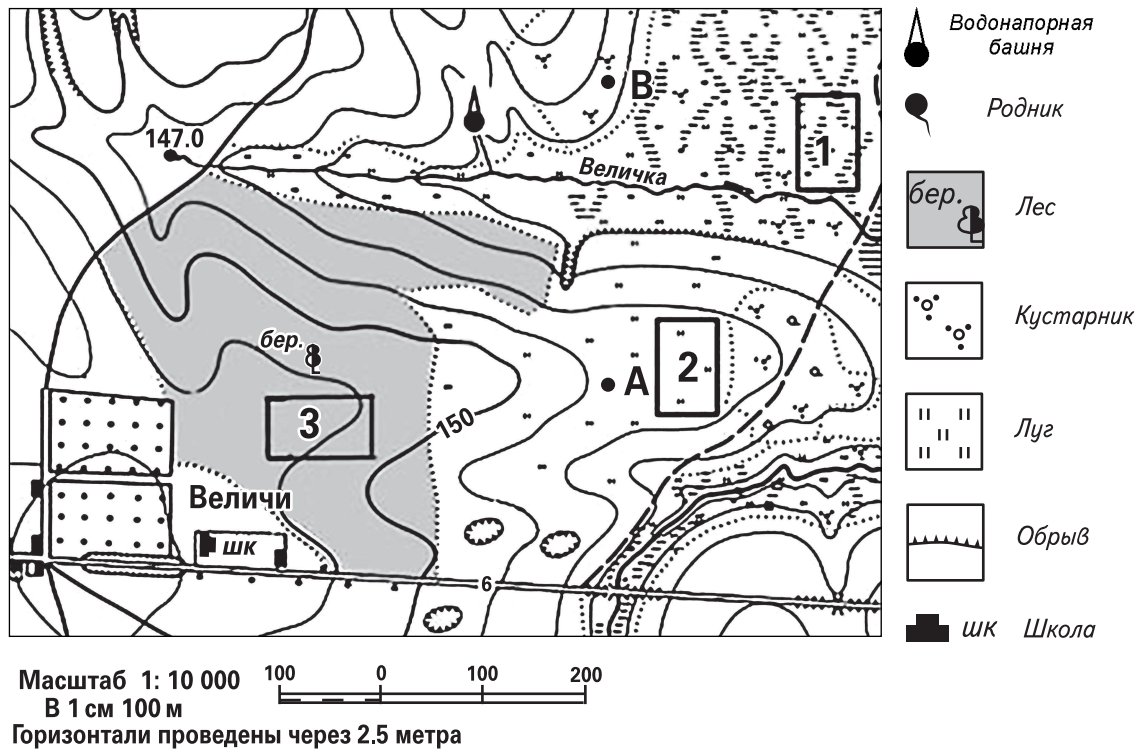 147.0
В
1
Величка
бер.
2
А
3
150
Величи
шк
6
Водонапорная
башня
Родник
бер.
Лес
Кустарник
Луг
Обрыв
шк Школа
Масштаб 1: 10 000
В 1 см 100 м
100 0 100 200
Горизонтали проведены через 2.5 метра